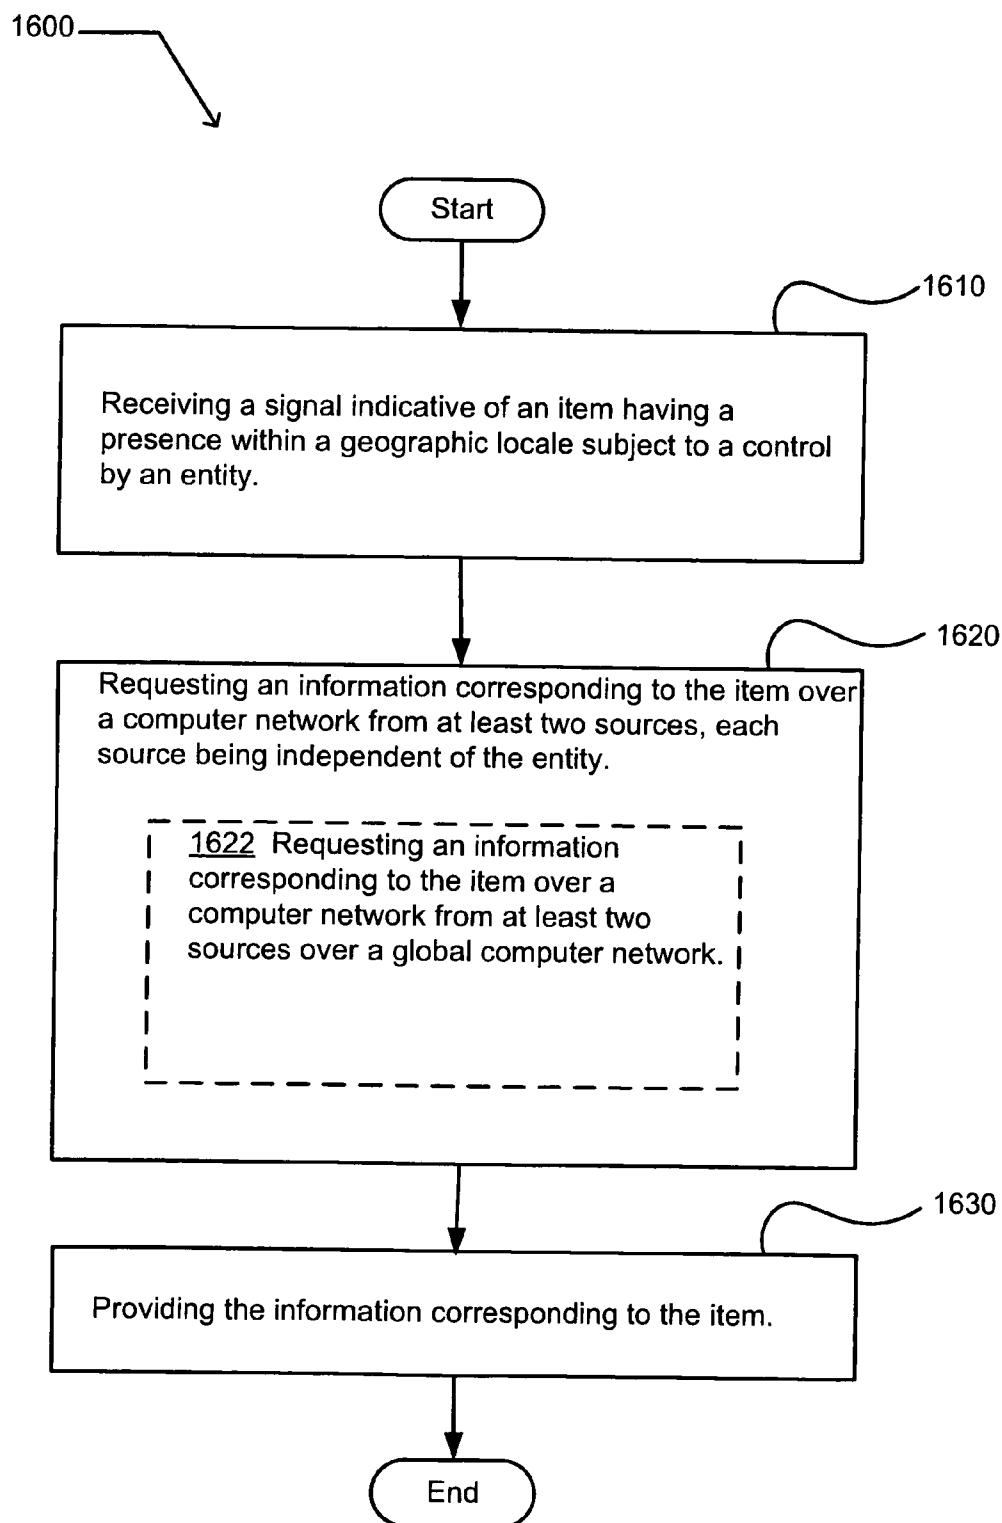 1600
Start
1610
Receiving a signal indicative of an item having a
presence within a geographic locale subject to a control
by an entity.
1620
Requesting an information corresponding to the item over
a computer network from at least two sources, each
source being independent of the entity.
1622 Requesting an information
corresponding to the item over a
computer network from at least two
sources over a global computer network.
1630
Providing the information corresponding to the item.
End